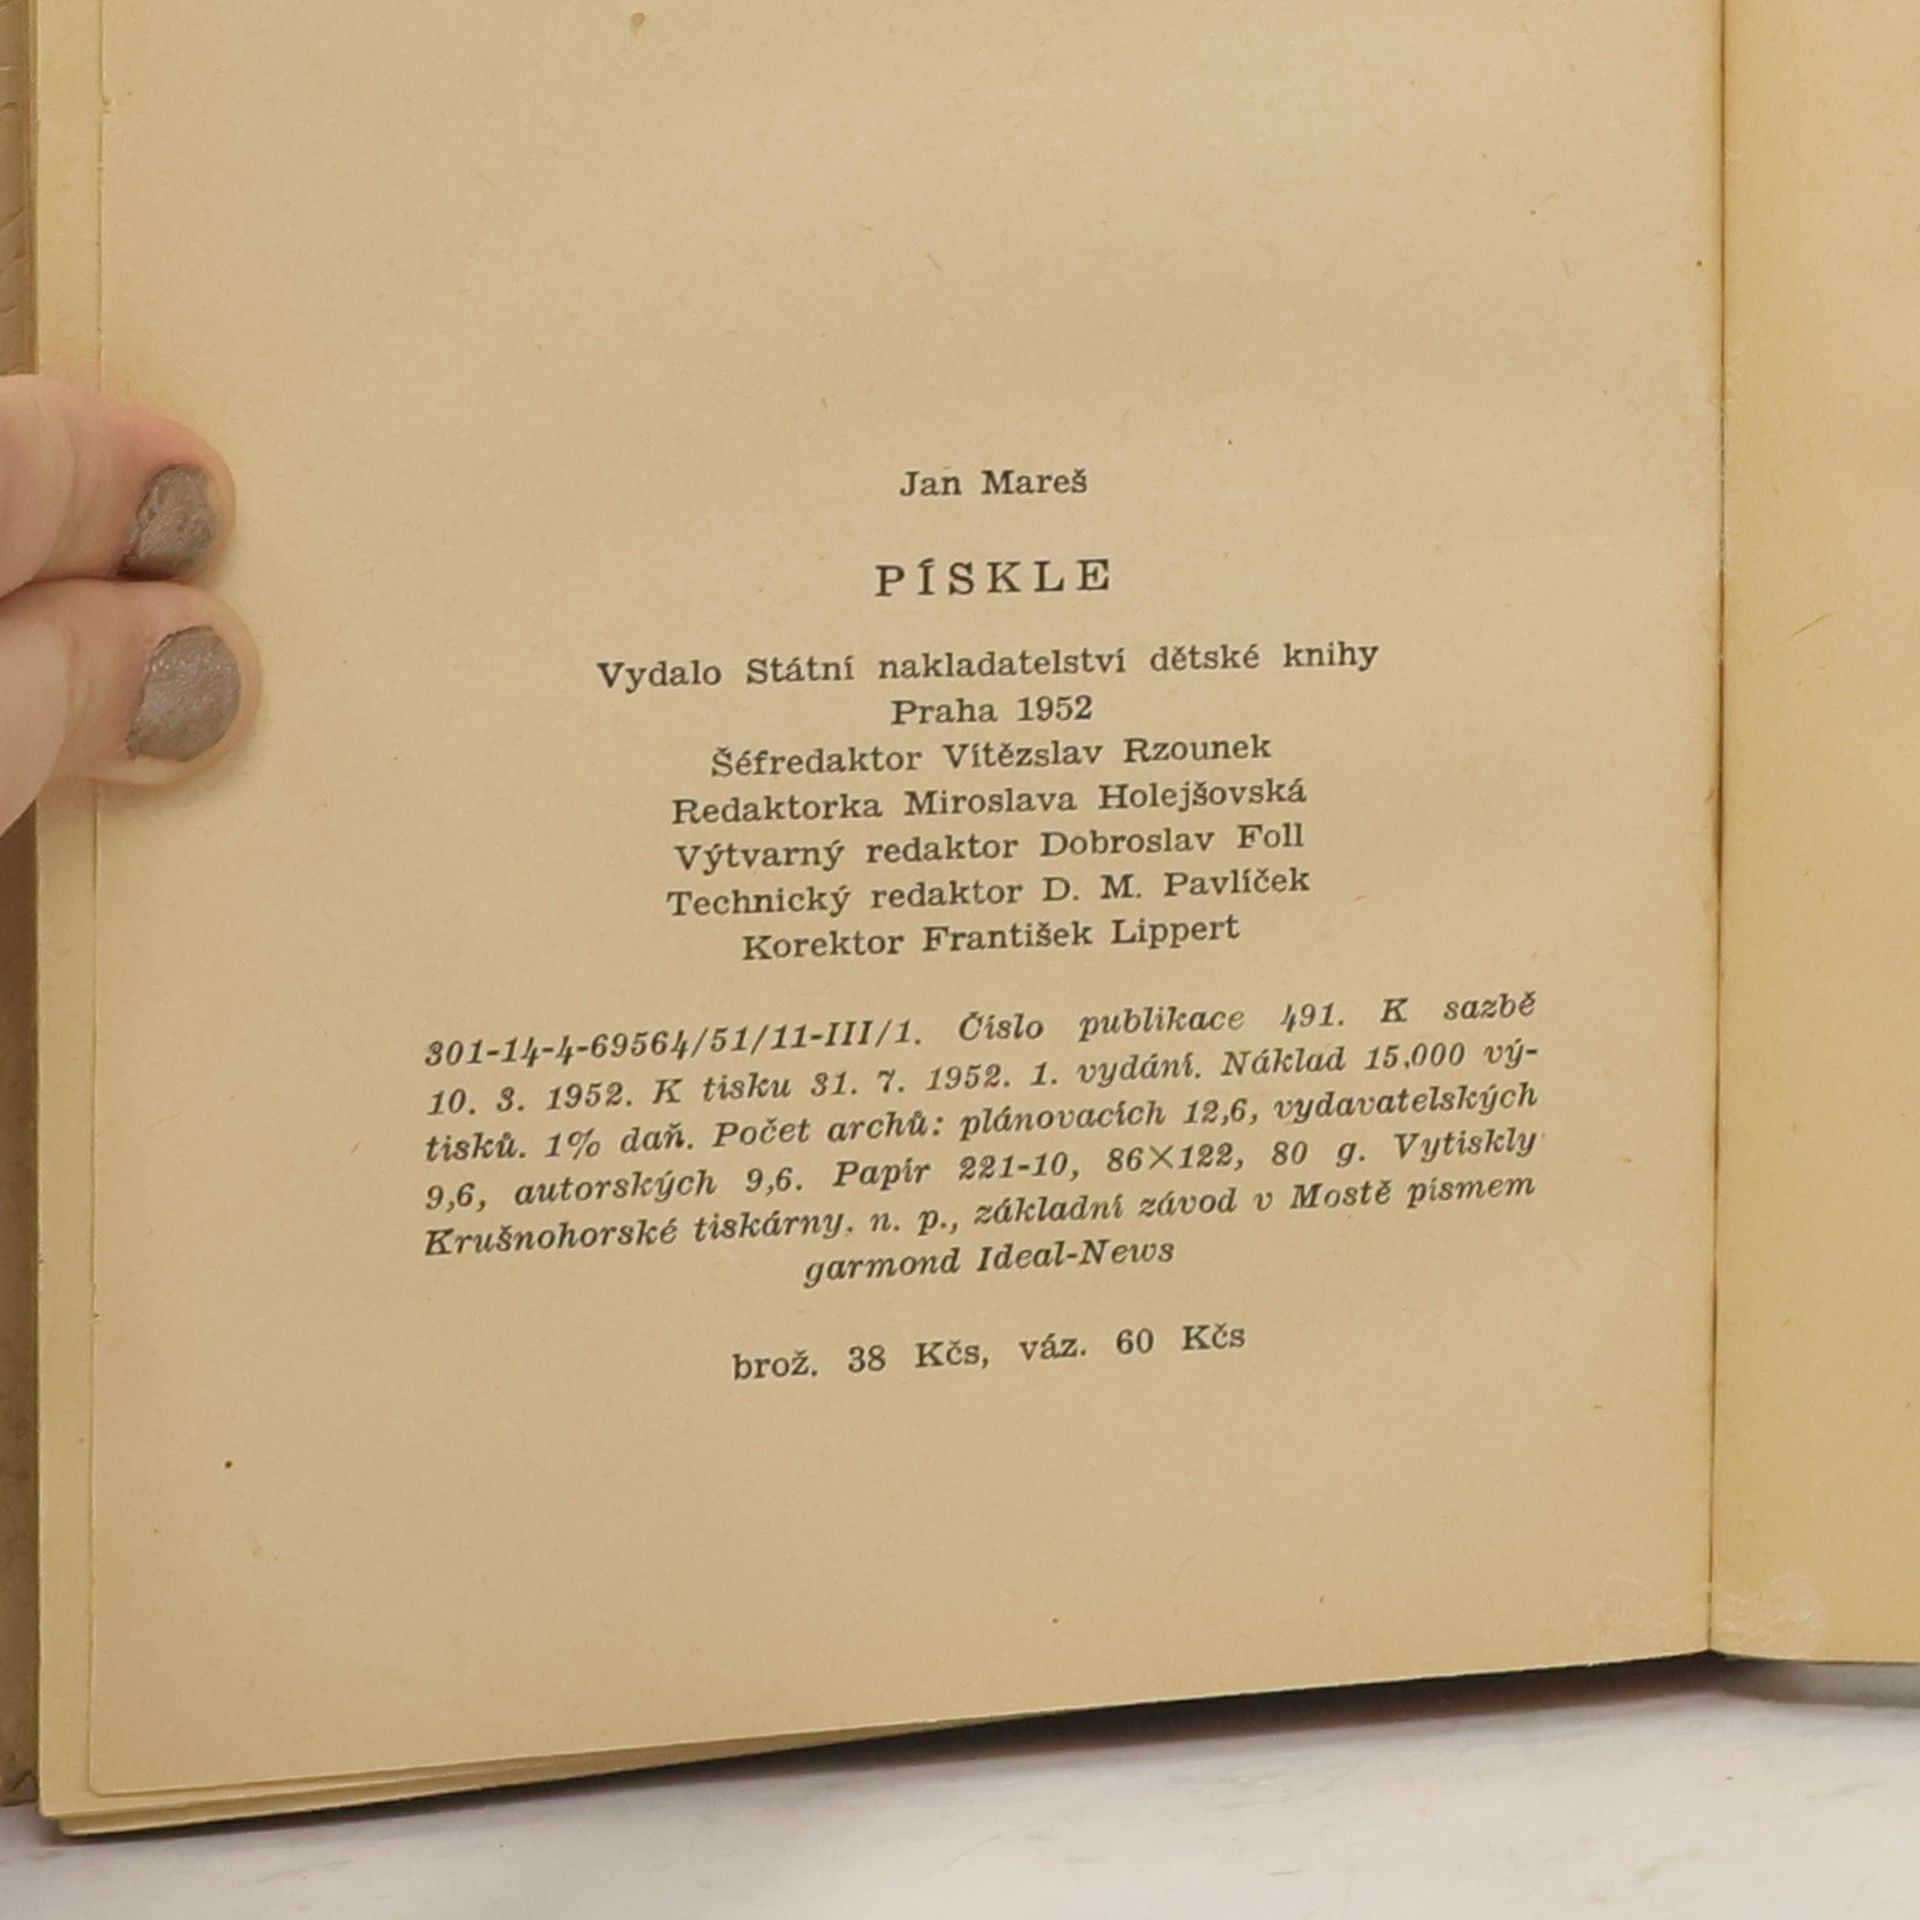 Jan Mareš
PÍSKLE
Vydalo Státní nakladatelství dětské knihy
Praha 1952
Šéfredaktor Vítězslav Rzounek
Redaktorka Miroslava Holejšovská
Výtvarný redaktor Dobroslav Foll
Technický redaktor D. M. Pavlíček
Korektor František Lippert
301-14-4-69564/51/11-III/1. Číslo publikace 491. K sazbě
10. 3. 1952. K tisku 31. 7. 1952. 1. vydání. Náklad 15.000 vý-
tisků. 1% daň. Počet archů: plánovacích 12,6, vydavatelských
9,6, autorských 9,6. Papír 221-10, 86×122, 80 g. Vytiskly
Krušnohorské tiskárny, n. p., základní závod v Mostě písmem
garmond Ideal-News
brož. 38 Kčs, váz. 60 Kčs